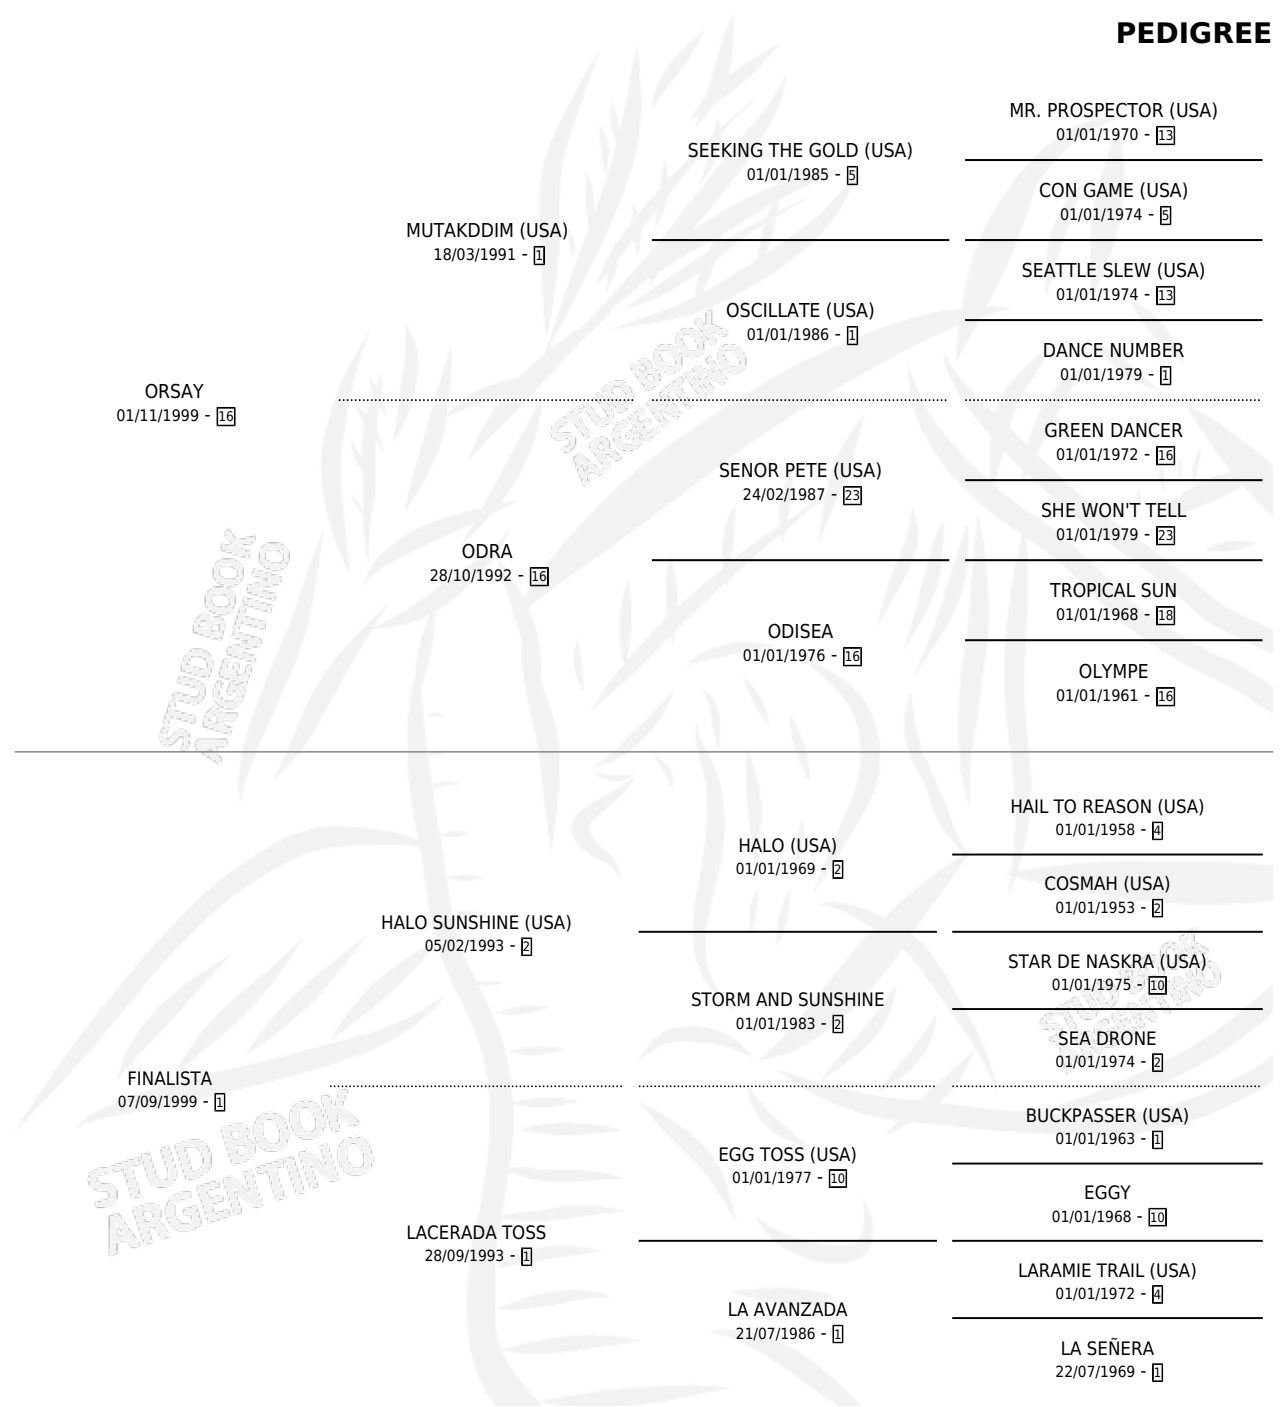 PEDIGREE
MR. PROSPECTOR (USA)
01/01/1970 - 13
SEEKING THE GOLD (USA)
01/01/1985 - 5
CON GAME (USA)
01/01/1974 - 5
MUTAKDDIM (USA)
18/03/1991 - 1
SEATTLE SLEW (USA)
01/01/1974 - 13
OSCILLATE (USA)
01/01/1986 - 1
DANCE NUMBER
01/01/1979 - 1
ORSAY
01/11/1999 - 16
GREEN DANCER
01/01/1972 - 16
SENOR PETE (USA)
24/02/1987 - 23
SHE WON'T TELL
01/01/1979 - 23
ODRA
28/10/1992 - 16
TROPICAL SUN
01/01/1968 - 18
ODISEA
01/01/1976 - 16
OLYMPE
01/01/1961 - 16
HAIL TO REASON (USA)
01/01/1958 - 4
HALO (USA)
01/01/1969 - 2
COSMAH (USA)
01/01/1953 - 2
HALO SUNSHINE (USA)
05/02/1993 - 2
STAR DE NASKRA (USA)
01/01/1975 - 10
STORM AND SUNSHINE
01/01/1983 - 2
SEA DRONE
01/01/1974 - 2
FINALISTA
07/09/1999 - 1
BUCKPASSER (USA)
01/01/1963 - 1
EGG TOSS (USA)
01/01/1977 - 10
EGGY
01/01/1968 - 10
LACERADA TOSS
28/09/1993 - 1
LARAMIE TRAIL (USA)
01/01/1972 - 4
LA AVANZADA
21/07/1986 - 1
LA SEÑERA
22/07/1969 - 1
STUD BOOK
ARGENTINO
STUD BOOK
ARGENTINO
STUD BOOK
ARGENTINO
STUD BOOK
ARGENTINO